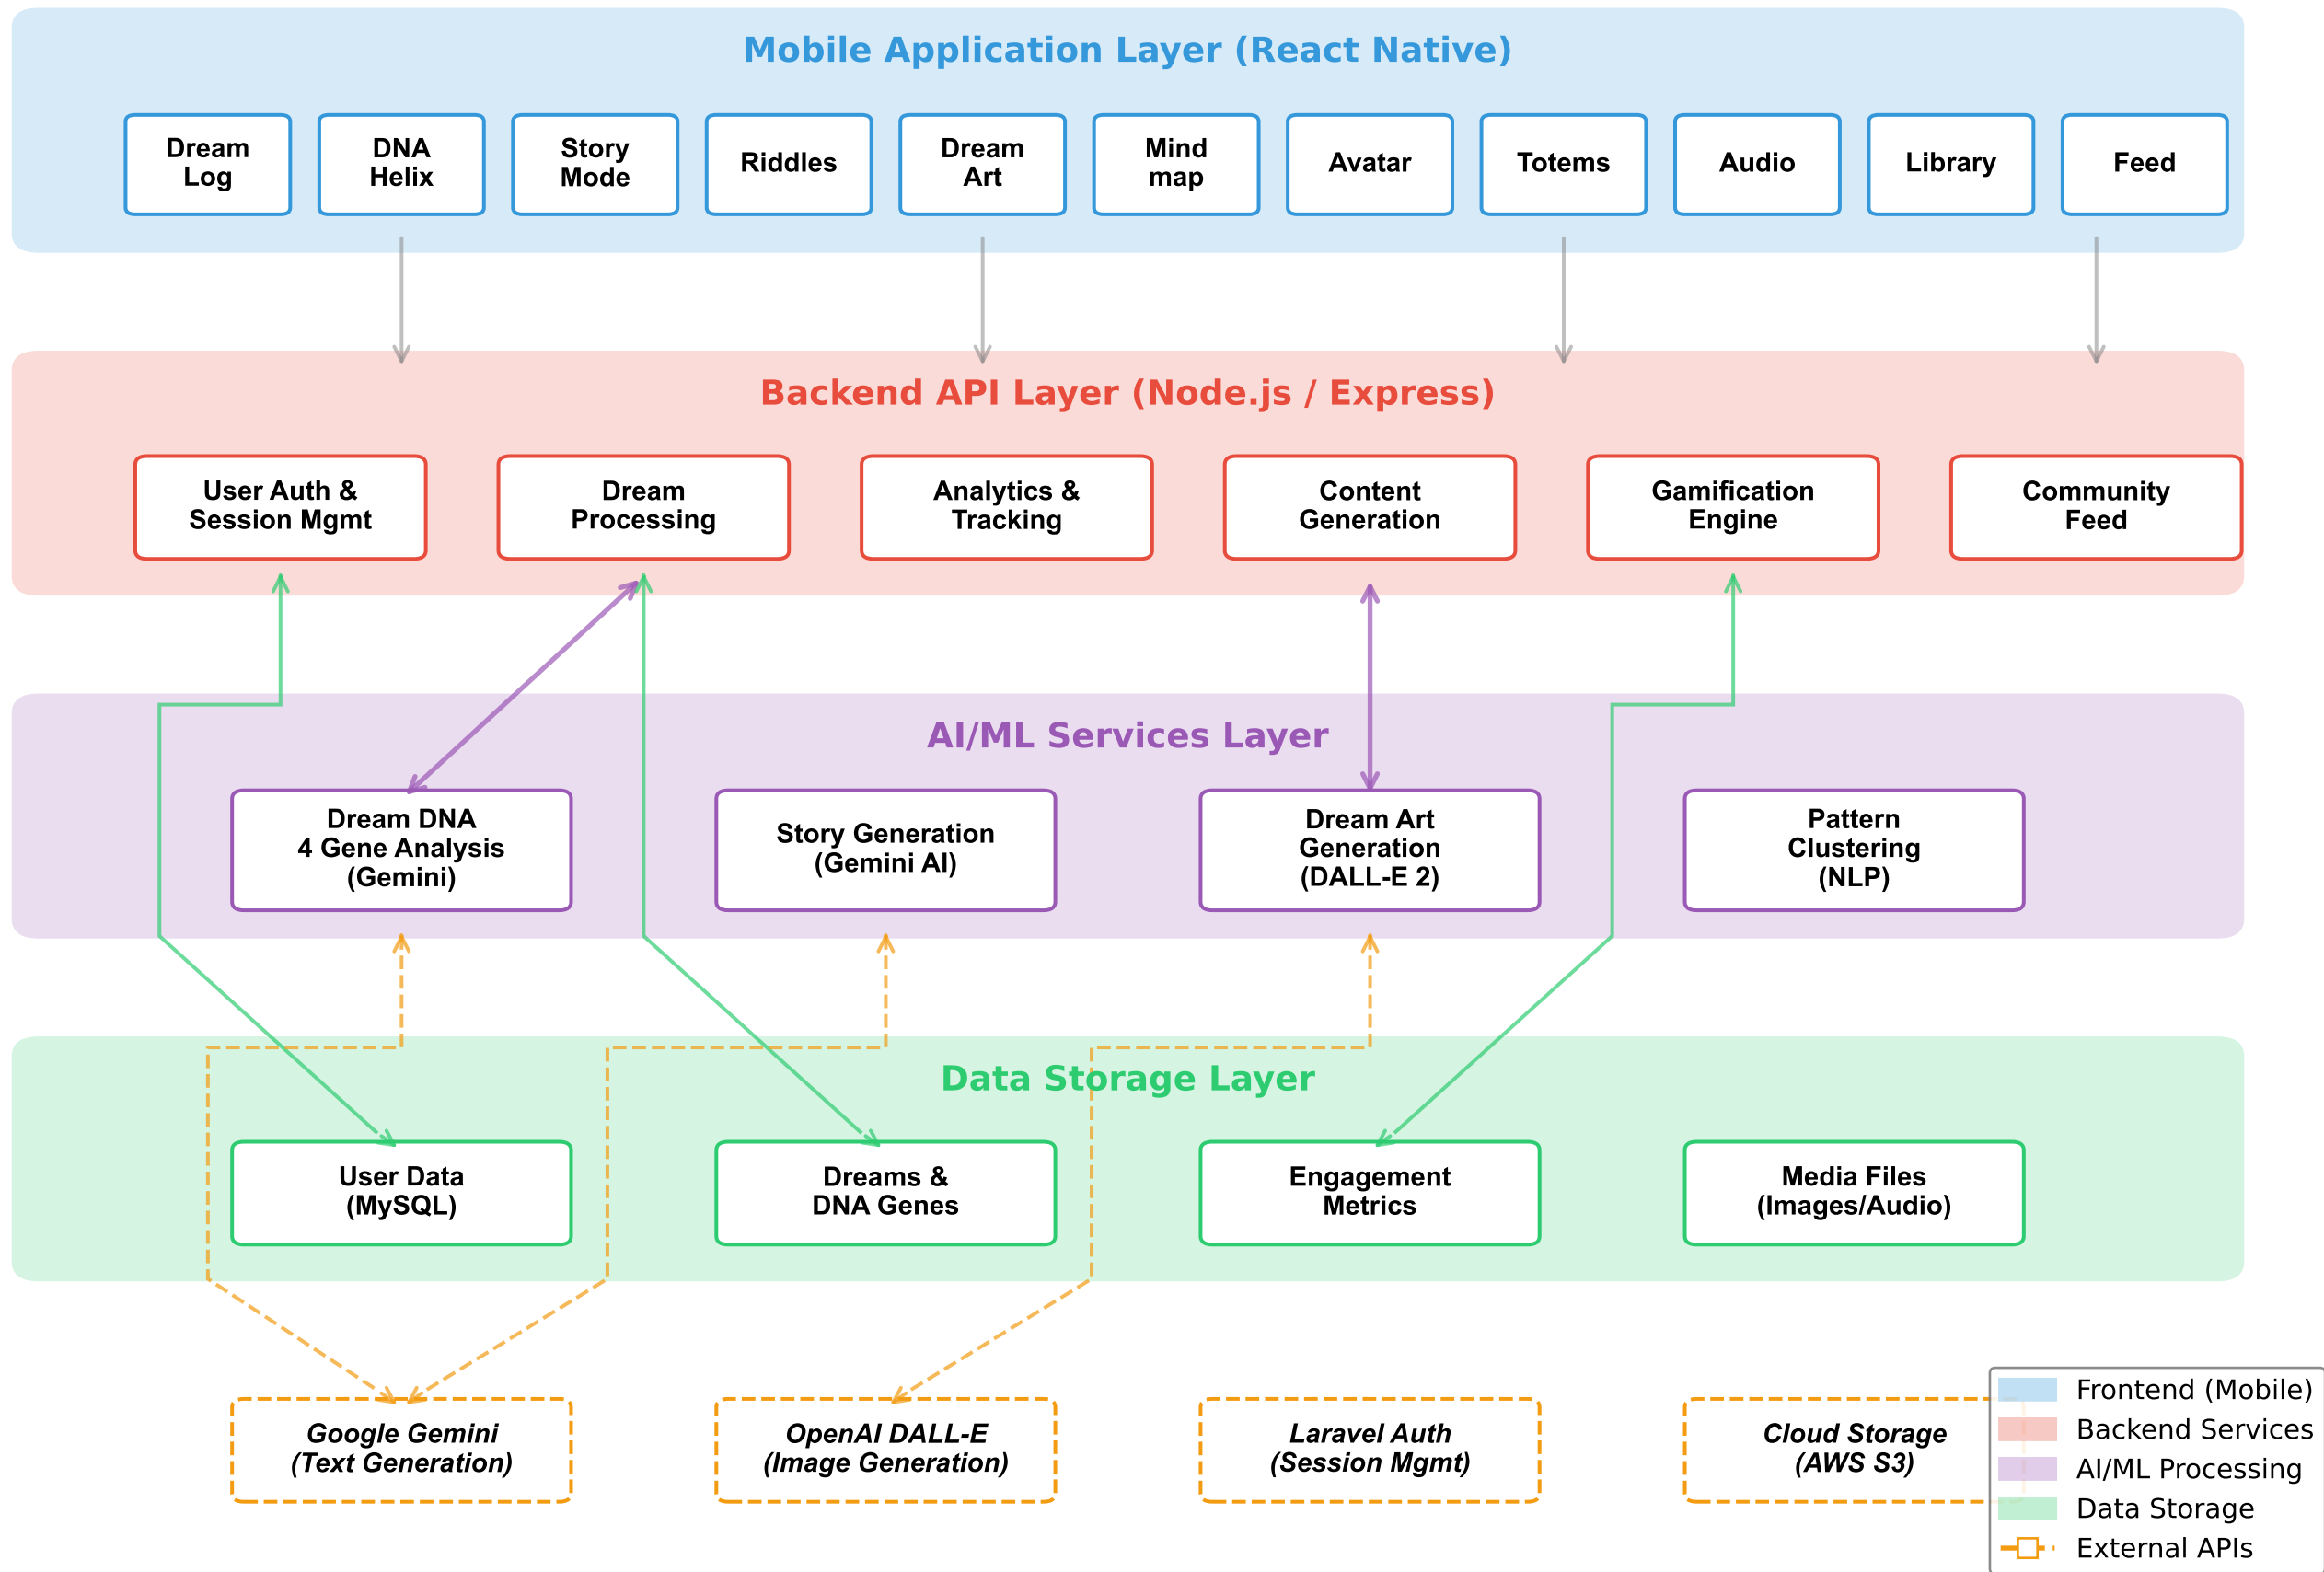 Mobile Application Layer (React Native)
Dream
Log
DNA
Helix
Story
Mode
Riddles
Dream
Art
Mind
map
Avatar
Totems
Audio
Library
Feed
Backend API Layer (Node.js / Express)
User Auth &
Session Mgmt
Dream
Processing
Analytics &
Tracking
Content
Generation
Gamification
Engine
Community
Feed
AI/ML Services Layer
Dream DNA
4 Gene Analysis
(Gemini)
Story Generation
(Gemini AI)
Dream Art
Generation
(DALL-E 2)
Pattern
Clustering
(NLP)
Data Storage Layer
User Data
(MySQL)
Dreams &
DNA Genes
Engagement
Metrics
Media Files
(Images/Audio)
Google Gemini
(Text Generation)
OpenAI DALL-E
(Image Generation)
Laravel Auth
(Session Mgmt)
Cloud Storage
(AWS S3)
Frontend (Mobile)
Backend Services
AI/ML Processing
Data Storage
External APIs